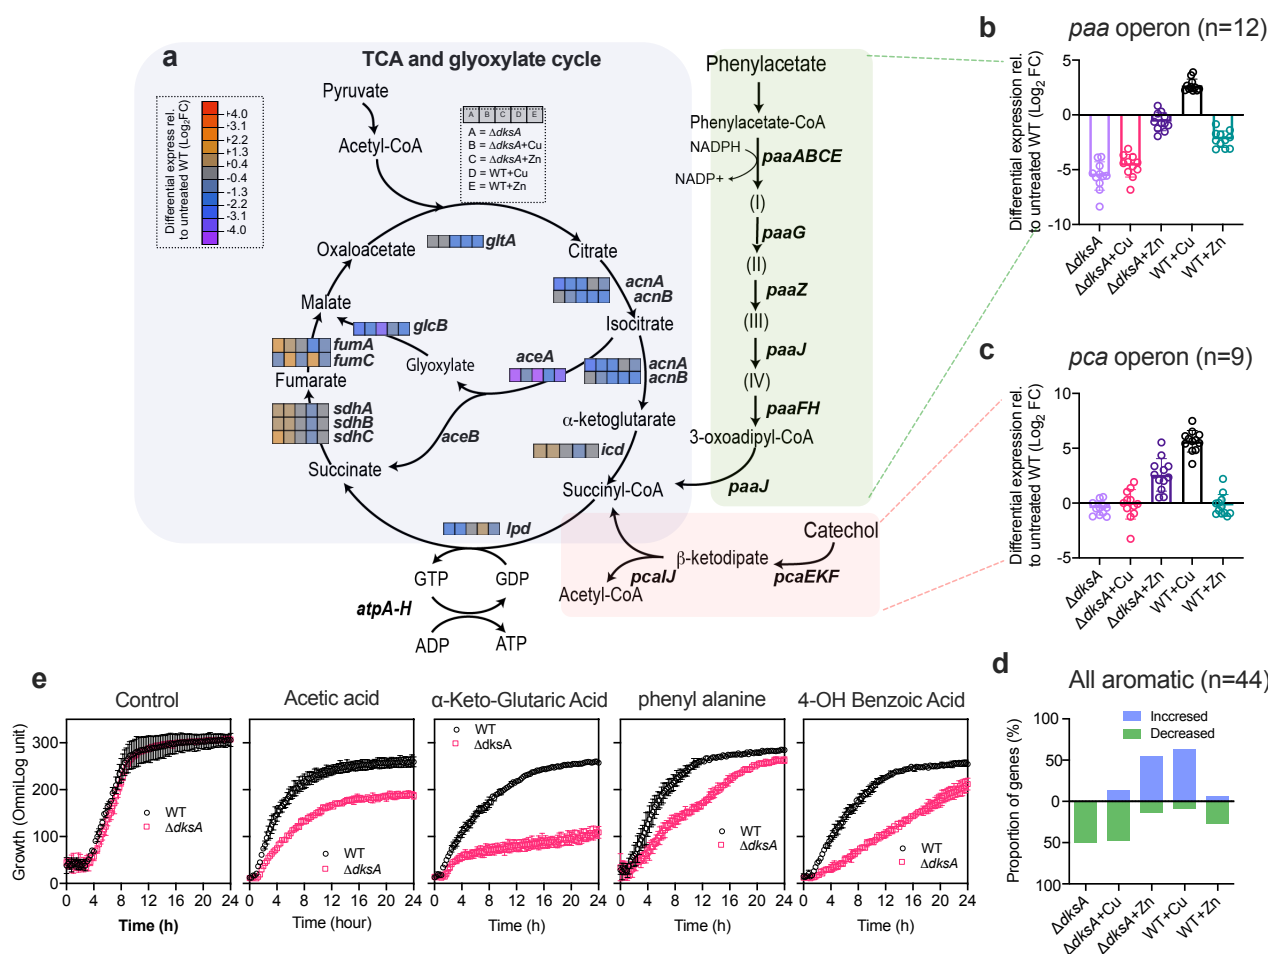 a
TCA and glyoxylate cycle
Differential express rel.
to untreated WT (Log2FC)
+4.0
+3.1
+2.2
+1.3
+0.4
-0.4
-1.3
-2.2
-3.1
-4.0
A B C D E
A = ΔdksA
B = ΔdksA+Cu
C = ΔdksA+Zn
D = WT+Cu
E = WT+Zn
Pyruvate
Acetyl-CoA
Oxaloacetate
gltA
Citrate
acnA
acnB
Malate
glcB
Isocitrate
fumA
fumC
Glyoxylate
aceA
acnA
acnB
Fumarate
sdhA
sdhB
sdhC
aceB
α-ketoglutarate
icd
Succinate
Succinyl-CoA
lpd
GTP
GDP
atpA-H
ADP
ATP
Phenylacetate
Phenylacetate-CoA
NADPH
paaABCE
NADP+
(I)
paaG
(II)
paaZ
(III)
paaJ
(IV)
paaFH
3-oxoadipyl-CoA
paaJ
Catechol
β-ketodipate
pcaIJ
pcaEKF
Acetyl-CoA
b
paa operon (n=12)
Differential expression rel.
to untreated WT (Log2 FC)
5
0
-5
-10
ΔdksA
ΔdksA+Cu
ΔdksA+Zn
WT+Cu
WT+Zn
c
pca operon (n=9)
Differential expression rel.
to untreated WT (Log2 FC)
10
5
0
-5
ΔdksA
ΔdksA+Cu
ΔdksA+Zn
WT+Cu
WT+Zn
d
All aromatic (n=44)
Proportion of genes (%)
100
50
0
50
100
Inccresed
Decreased
ΔdksA
ΔdksA+Cu
ΔdksA+Zn
WT+Cu
WT+Zn
e
Growth (OmniLog unit)
300
200
100
0
Control
WT
ΔdksA
0 4 8 12 16 20 24
Time (h)
Acetic acid
WT
ΔdksA
0 4 8 12 16 20 24
Time (hour)
α-Keto-Glutaric Acid
WT
ΔdksA
0 4 8 12 16 20 24
Time (h)
phenyl alanine
WT
ΔdksA
0 4 8 12 16 20 24
Time (h)
4-OH Benzoic Acid
WT
ΔdksA
0 4 8 12 16 20 24
Time (h)